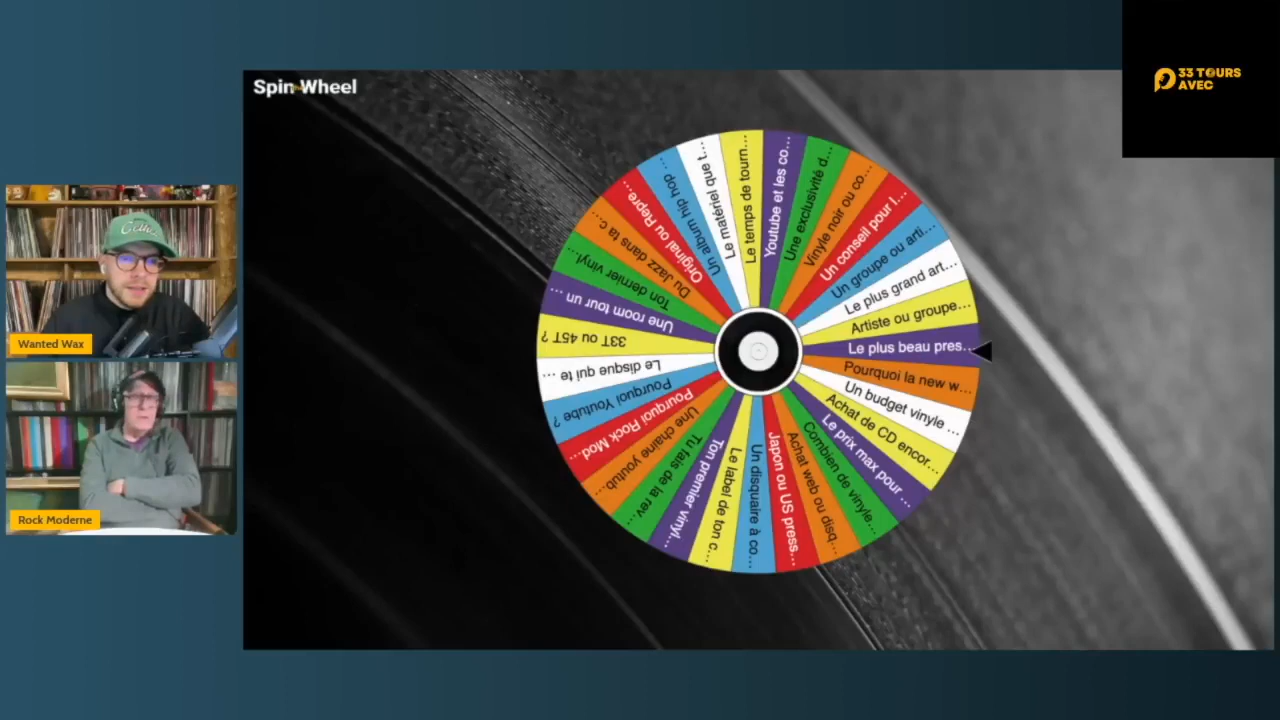 Spin Wheel
33 TOURS
AVEC
Le temps de tourn...
Youtube et les co...
Une exclusivité d...
Vinyle noir ou co...
Un conseil pour l...
Un groupe ou arti...
Le plus grand art...
Artiste ou groupe...
Le plus beau pres...
Pourquoi la new w...
Un budget vinyle ...
Achat de CD encor...
Le prix max pour ...
Combien de vinyle...
Achat web ou disq...
Japon ou US press...
Un disquaire à co...
Le label de ton c...
Ton premier vinyl...
Tu fais de la rev...
Une chaine youtub...
Pourquoi Rock Mod...
Pourquoi Youtube ?
Le disque qui te ...
33T ou 45T ?
Une room tour un ...
Ton dernier vinyl...
Du Jazz dans ta c...
Original ou Repre...
Un album hip hop ...
Le matériel que t...
Wanted Wax
Rock Moderne